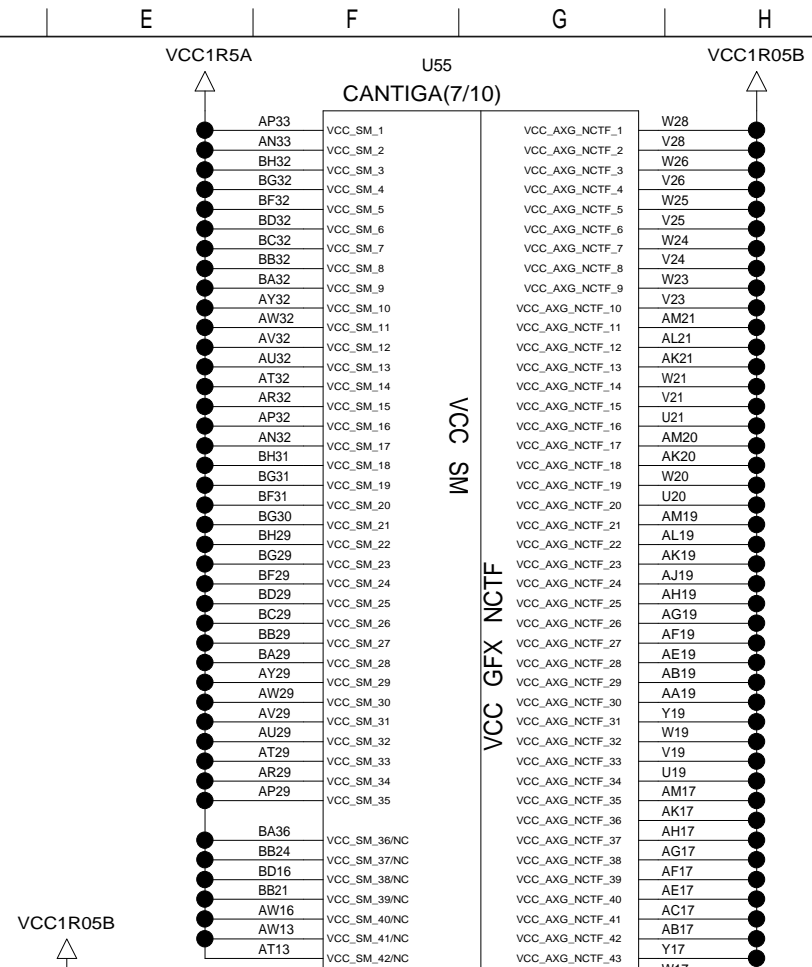 E F G H
VCC1R5A U55 VCC1R05B
CANTIGA(7/10)
AP33 VCC_SM_1 VCC_AXG_NCTF_1 W28
AN33 VCC_SM_2 VCC_AXG_NCTF_2 V28
BH32 VCC_SM_3 VCC_AXG_NCTF_3 W26
BG32 VCC_SM_4 VCC_AXG_NCTF_4 V26
BF32 VCC_SM_5 VCC_AXG_NCTF_5 W25
BD32 VCC_SM_6 VCC_AXG_NCTF_6 V25
BC32 VCC_SM_7 VCC_AXG_NCTF_7 W24
BB32 VCC_SM_8 VCC_AXG_NCTF_8 V24
BA32 VCC_SM_9 VCC_AXG_NCTF_9 W23
AY32 VCC_SM_10 VCC_AXG_NCTF_10 V23
AW32 VCC_SM_11 VCC_AXG_NCTF_11 AM21
AV32 VCC_SM_12 VCC_AXG_NCTF_12 AL21
AU32 VCC_SM_13 VCC_AXG_NCTF_13 AK21
AT32 VCC_SM_14 VCC_AXG_NCTF_14 W21
AR32 VCC_SM_15 VCC_AXG_NCTF_15 V21
AP32 VCC_SM_16 VCC_AXG_NCTF_16 U21
AN32 VCC_SM_17 VCC_AXG_NCTF_17 AM20
BH31 VCC_SM_18 VCC_AXG_NCTF_18 AK20
BG31 VCC_SM_19 VCC_AXG_NCTF_19 W20
BF31 VCC_SM_20 VCC_AXG_NCTF_20 U20
BG30 VCC_SM_21 VCC_AXG_NCTF_21 AM19
BH29 VCC_SM_22 VCC_AXG_NCTF_22 AL19
BG29 VCC_SM_23 VCC_AXG_NCTF_23 AK19
BF29 VCC_SM_24 VCC_AXG_NCTF_24 AJ19
BD29 VCC_SM_25 VCC_AXG_NCTF_25 AH19
BC29 VCC_SM_26 VCC_AXG_NCTF_26 AG19
BB29 VCC_SM_27 VCC_AXG_NCTF_27 AF19
BA29 VCC_SM_28 VCC_AXG_NCTF_28 AE19
AY29 VCC_SM_29 VCC_AXG_NCTF_29 AB19
AW29 VCC_SM_30 VCC_AXG_NCTF_30 AA19
AV29 VCC_SM_31 VCC_AXG_NCTF_31 Y19
AU29 VCC_SM_32 VCC_AXG_NCTF_32 W19
AT29 VCC_SM_33 VCC_AXG_NCTF_33 V19
AR29 VCC_SM_34 VCC_AXG_NCTF_34 U19
AP29 VCC_SM_35 VCC_AXG_NCTF_35 AM17
VCC_AXG_NCTF_36 AK17
BA36 VCC_SM_36/NC VCC_AXG_NCTF_37 AH17
BB24 VCC_SM_37/NC VCC_AXG_NCTF_38 AG17
BD16 VCC_SM_38/NC VCC_AXG_NCTF_39 AF17
BB21 VCC_SM_39/NC VCC_AXG_NCTF_40 AE17
AW16 VCC_SM_40/NC VCC_AXG_NCTF_41 AC17
AW13 VCC_SM_41/NC VCC_AXG_NCTF_42 AB17
AT13 VCC_SM_42/NC VCC_AXG_NCTF_43 Y17
VCC SM
VCC GFX NCTF
VCC1R05B